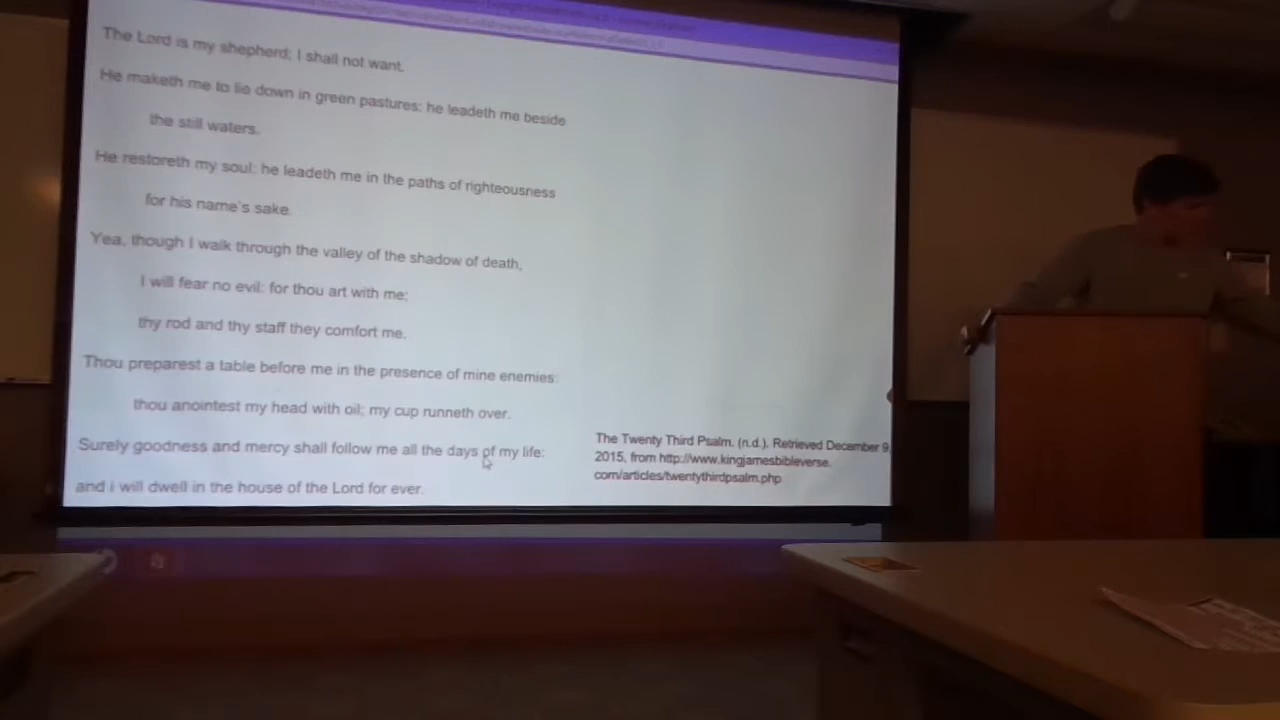 The Lord is my shepherd; I shall not want.
He maketh me to lie down in green pastures: he leadeth me beside
the still waters.
He restoreth my soul: he leadeth me in the paths of righteousness
for his name's sake.
Yea, though I walk through the valley of the shadow of death,
I will fear no evil: for thou art with me;
thy rod and thy staff they comfort me.
Thou preparest a table before me in the presence of mine enemies:
thou anointest my head with oil; my cup runneth over.
Surely goodness and mercy shall follow me all the days of my life:
and i will dwell in the house of the Lord for ever.
The Twenty Third Psalm. (n.d.). Retrieved December 9,
2015, from http://www.kingjamesbibleverse.
com/articles/twentythirdpsalm.php